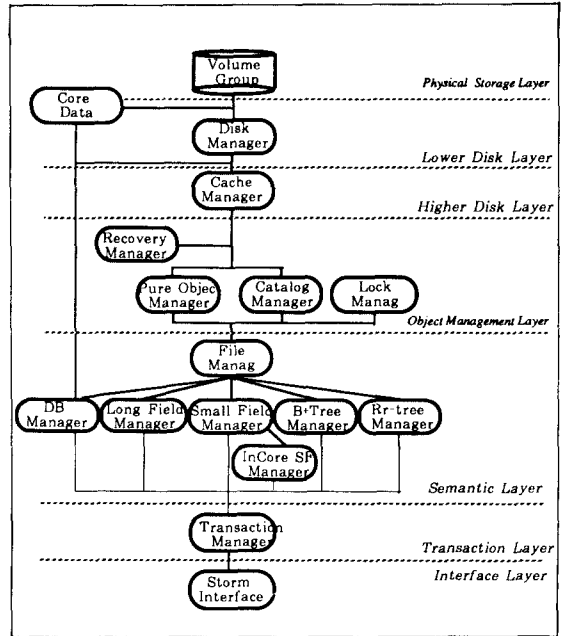 Volume
Group
Physical Storage Layer
Core
Data
Disk
Manager
Lower Disk Layer
Cache
Manager
Higher Disk Layer
Recovery
Manager
Pure Objec
Manager
Catalog
Manager
Lock
Manag
Object Management Layer
File
Manag
DB
Manager
Long Field
Manager
Small Field
Manager
B+Tree
Manager
Rr-tree
Manager
InCore SF
Manager
Semantic Layer
Transaction
Manager
Transaction Layer
Interface Layer
Storm
Interface